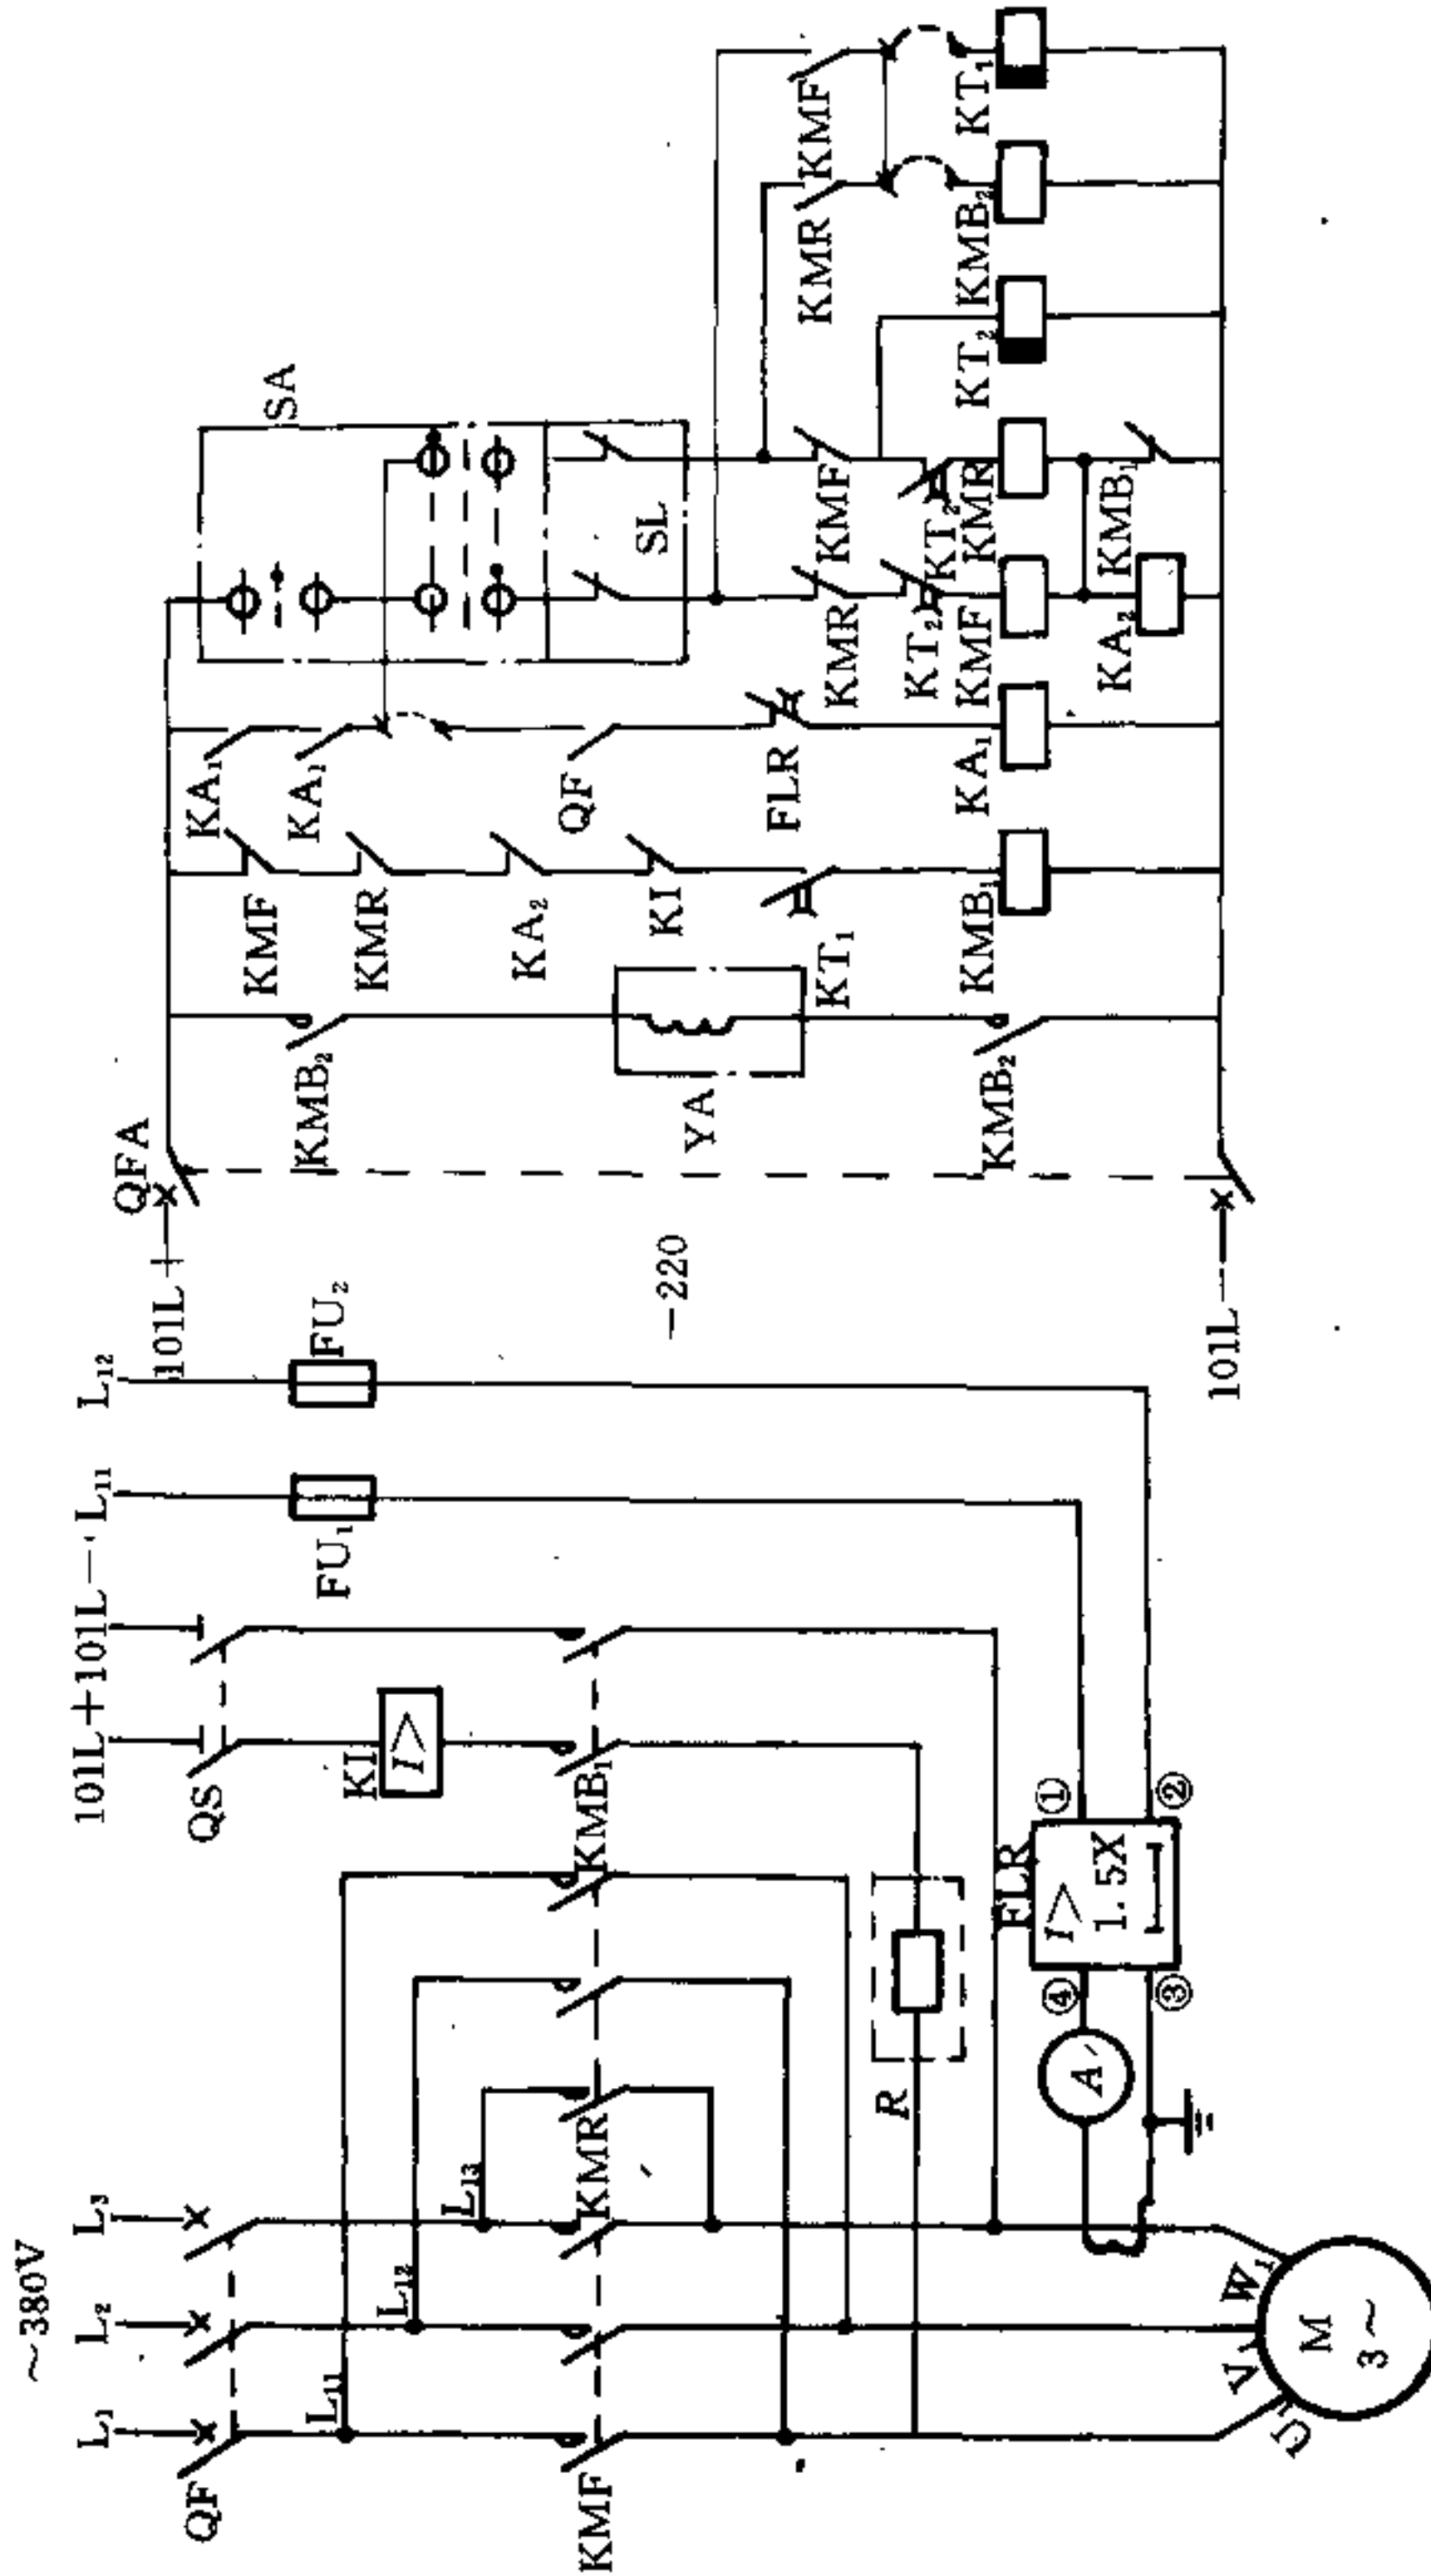 ~380V
L₁
L₂
L₃
101L+
101L-
L₁₁
L₁₂
QF
QS
L₁₁
L₁₂
L₁₃
KI
I>
FU₁
FU₂
KMF
KMR
KMB₁
R
FLR
I>
1.5X
①
②
③
④
A
U
V
W₁
M
3~
101L+
QFA
-220
101L-
KMB₂
YA
KMB₂
KMF
KMR
KA₂
KI
KT₁
KMB₁
KA₁
KA₁
QF
FLR
KA₁
SA
SL
KMR
KT₂
KMF
KA₂
KMF
KT₂
KMR
KMB₁
KT₂
KMR
KMB₂
KMF
KT₁